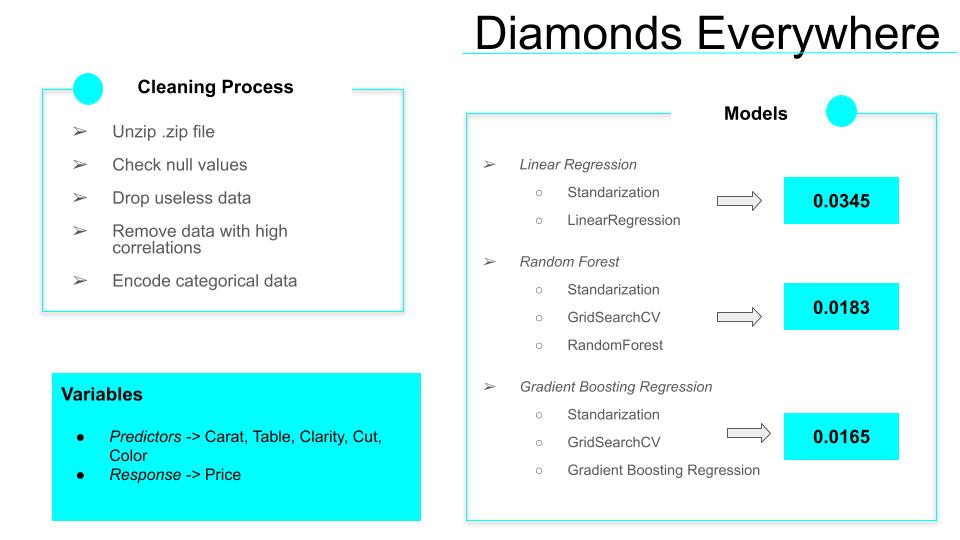 Diamonds Everywhere
Cleaning Process
➢ Unzip .zip file
➢ Check null values
➢ Drop useless data
➢ Remove data with high
correlations
➢ Encode categorical data
Variables
● Predictors -> Carat, Table, Clarity, Cut,
Color
● Response -> Price
Models
➢ Linear Regression
○ Standarization
○ LinearRegression
0.0345
➢ Random Forest
○ Standarization
○ GridSearchCV
○ RandomForest
0.0183
➢ Gradient Boosting Regression
○ Standarization
○ GridSearchCV
○ Gradient Boosting Regression
0.0165